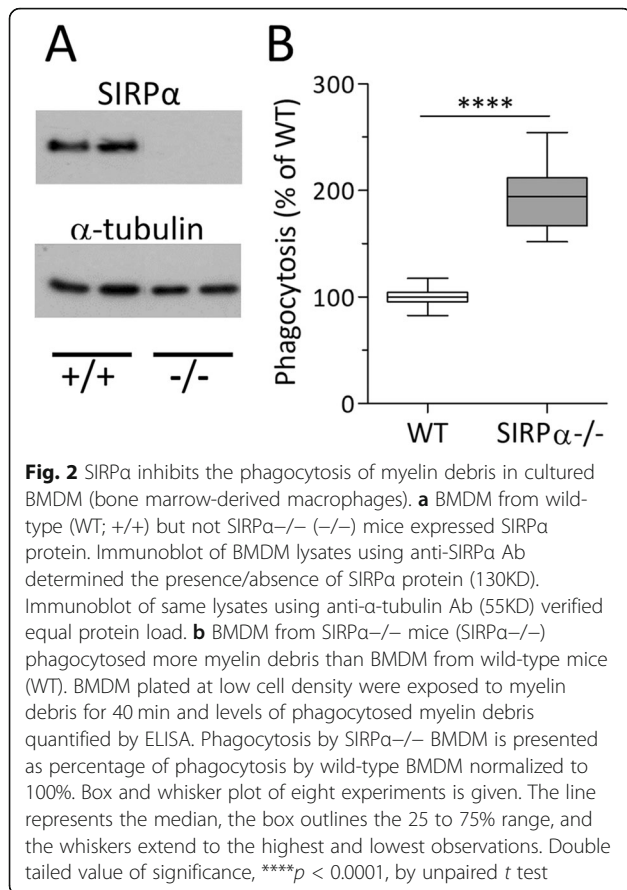 A
SIRPα
α-tubulin
+/+ -/-
B
Phagocytosis (% of WT)
300
200
100
0
****
WT SIRPα-/-
Fig. 2 SIRPα inhibits the phagocytosis of myelin debris in cultured
BMDM (bone marrow-derived macrophages). a BMDM from wild-
type (WT; +/+) but not SIRPα−/− (−/−) mice expressed SIRPα
protein. Immunoblot of BMDM lysates using anti-SIRPα Ab
determined the presence/absence of SIRPα protein (130KD).
Immunoblot of same lysates using anti-α-tubulin Ab (55KD) verified
equal protein load. b BMDM from SIRPα−/− mice (SIRPα−/−)
phagocytosed more myelin debris than BMDM from wild-type mice
(WT). BMDM plated at low cell density were exposed to myelin
debris for 40 min and levels of phagocytosed myelin debris
quantified by ELISA. Phagocytosis by SIRPα−/− BMDM is presented
as percentage of phagocytosis by wild-type BMDM normalized to
100%. Box and whisker plot of eight experiments is given. The line
represents the median, the box outlines the 25 to 75% range, and
the whiskers extend to the highest and lowest observations. Double
tailed value of significance, ****p < 0.0001, by unpaired t test